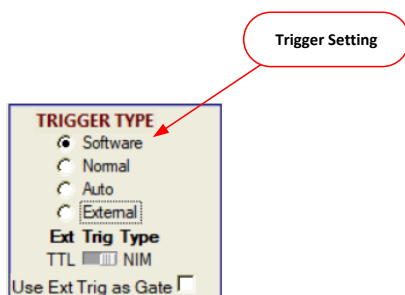 Trigger Setting
TRIGGER TYPE
Software
Normal
Auto
External
Ext Trig Type
TTL NIM
Use Ext Trig as Gate